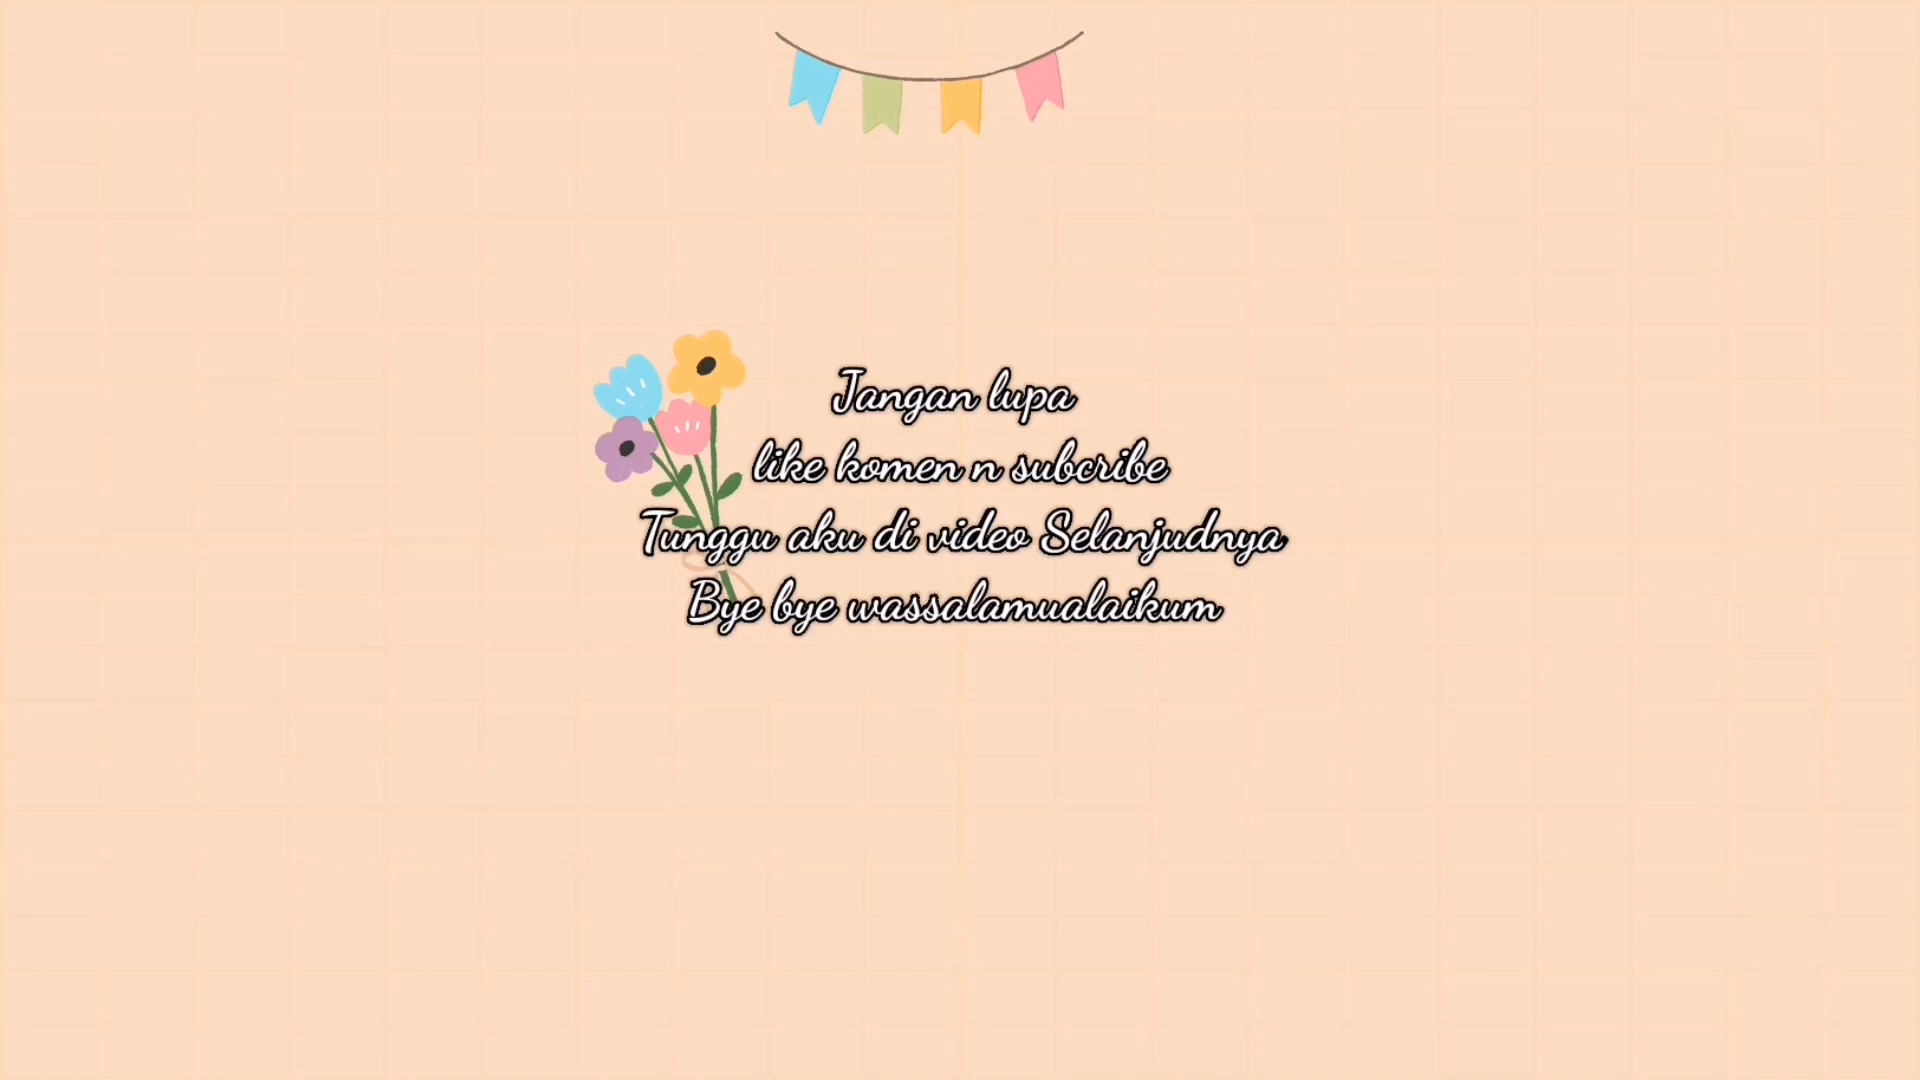 Jangan lupa
like komen n subcribe
Tunggu aku di video Selanjudnya
Bye bye wassalamualaikum